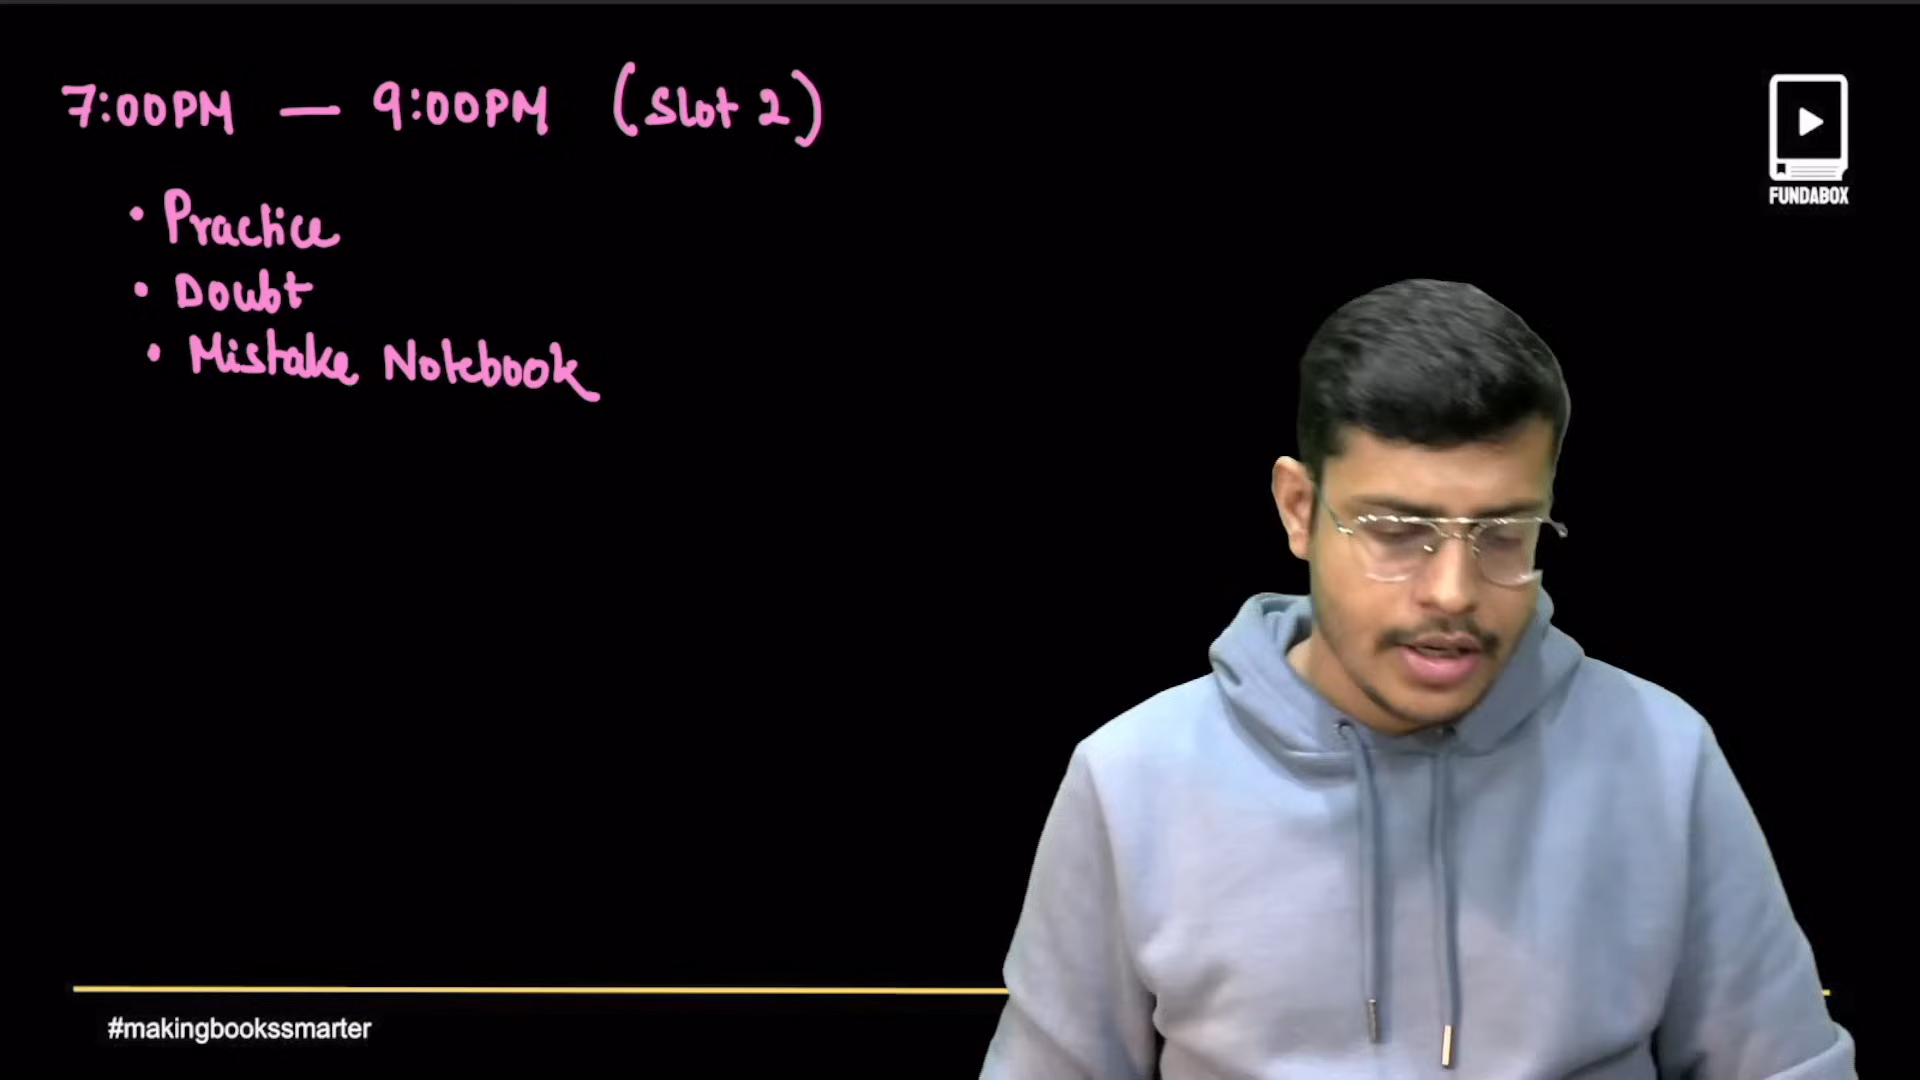 7:00PM — 9:00PM (Slot 2)
• Practice
• Doubt
• Mistake Notebook
FUNDABOX
#makingbookssmarter